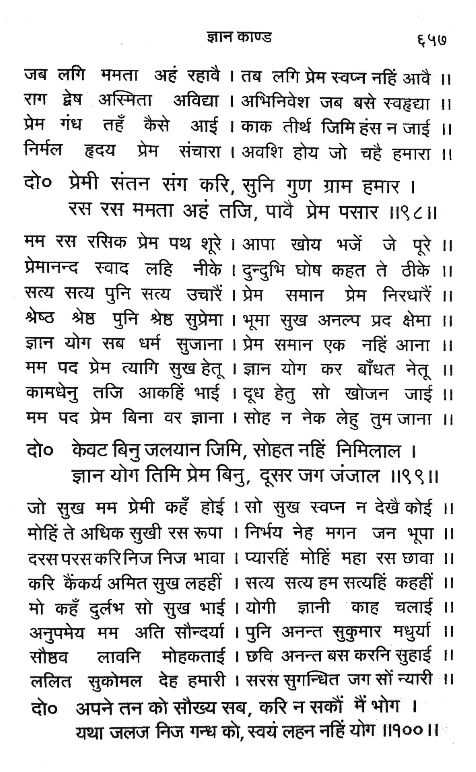 ज्ञान काण्ड ६५७
जब लगि ममता अहं रहावै । तब लगि प्रेम स्वप्न नहिं आवै ।।
राग द्वेष अस्मिता अविद्या । अभिनिवेश जब बसे स्वहृद्या ।।
प्रेम गंध तहँ कैसे आई । काक तीर्थ जिमि हंस न जाई ।।
निर्मल हृदय प्रेम संचारा । अवशि होय जो चहै हमारा ।।
दो० प्रेमी संतन संग करि, सुनि गुण ग्राम हमार ।
रस रस ममता अहं तजि, पावै प्रेम पसार ।।९८।।
मम रस रसिक प्रेम पथ शूरे । आपा खोय भजें जे पूरे ।।
प्रेमानन्द स्वाद लहि नीके । दुन्दुभि घोष कहत ते ठीके ।।
सत्य सत्य पुनि सत्य उचारैं । प्रेम समान प्रेम निरधारैं ।।
श्रेष्ठ श्रेष्ठ पुनि श्रेष्ठ सुप्रेमा । भूमा सुख अनल्प प्रद क्षेमा ।।
ज्ञान योग सब धर्म सुजाना । प्रेम समान एक नहिं आना ।।
मम पद प्रेम त्यागि सुख हेतू । ज्ञान योग कर बाँधत नेतू ।।
कामधेनु तजि आकहिं भाई । दूध हेतु सो खोजन जाई ।।
मम पद प्रेम बिना वर ज्ञाना । सोह न नेक लेहु तुम जाना ।।
दो० केवट बिनु जलयान जिमि, सोहत नहिं निमिलाल ।
ज्ञान योग तिमि प्रेम बिनु, दूसर जग जंजाल ।।९९।।
जो सुख मम प्रेमी कहँ होई । सो सुख स्वप्न न देखै कोई ।।
मोहिं ते अधिक सुखी रस रूपा । निर्भय नेह मगन जन भूपा ।।
दरस परस करि निज निज भावा । प्यारहिं मोहिं महा रस छावा ।।
करि कैंकर्य अमित सुख लहहीं । सत्य सत्य हम सत्यहिं कहहीं ।।
मो कहँ दुर्लभ सो सुख भाई । योगी ज्ञानी काह चलाई ।।
अनुपमेय मम अति सौन्दर्या । पुनि अनन्त सुकुमार मधुर्या ।।
सौष्ठव लावनि मोहकताई । छवि अनन्त बस करनि सुहाई ।।
ललित सुकोमल देह हमारी । सरस सुगन्धित जग सों न्यारी ।।
दो० अपने तन को सौख्य सब, करि न सकौं मैं भोग ।
यथा जलज निज गन्ध को, स्वयं लहन नहिं योग ।।१००।।